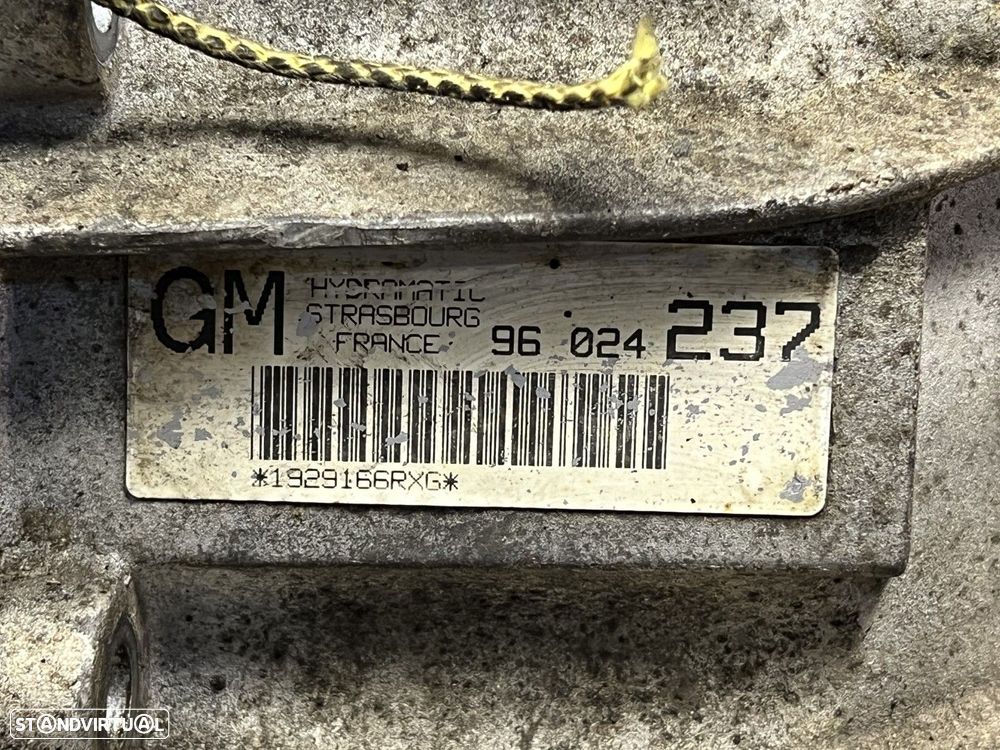 GM
HYDRAMATIC
STRASBOURG
FRANCE
96 024 237
*1929166RXG*
STANDVIRTUAL